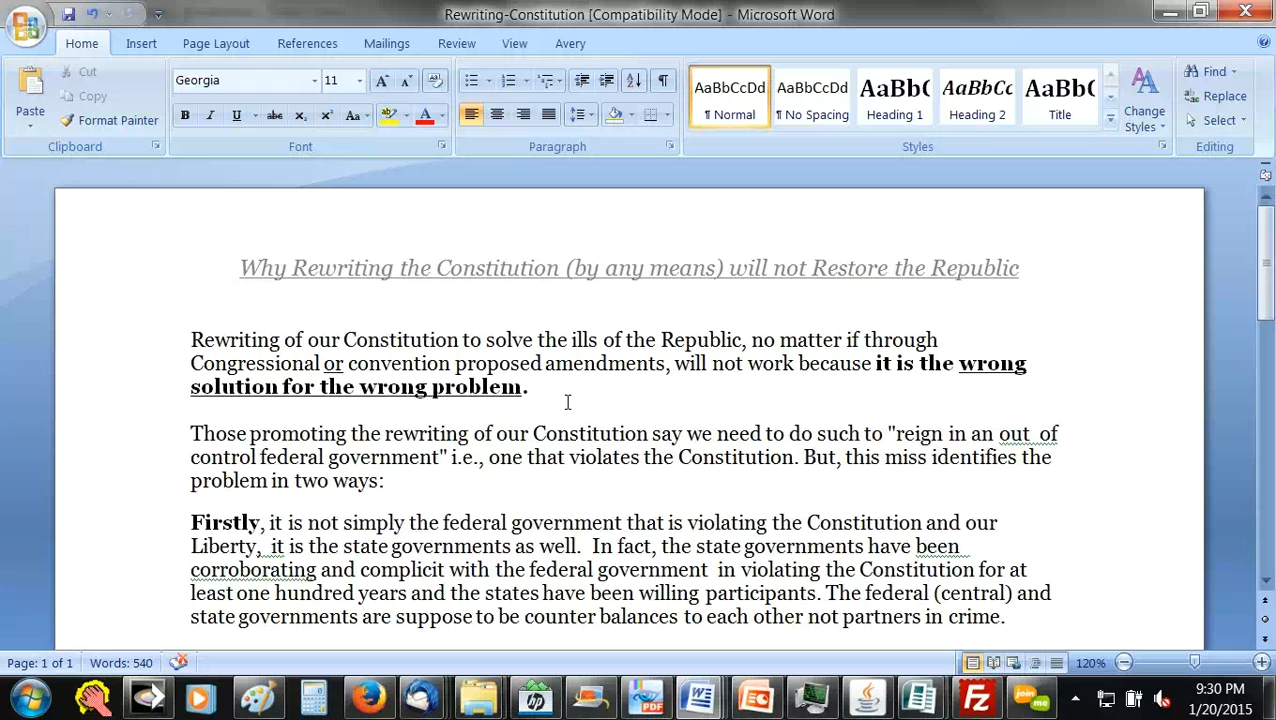 Rewriting-Constitution [Compatibility Mode] - Microsoft Word
Home Insert Page Layout References Mailings Review View Avery
Paste
Cut
Copy
Format Painter
Clipboard
Georgia 11
B I U abc x₂ x² Aa
Font
Paragraph
AaBbCcDd AaBbCcDd AaBbC AaBbCc AaBb(
¶ Normal ¶ No Spacing Heading 1 Heading 2 Title
Change
Styles
Styles
Find
Replace
Select
Editing
Why Rewriting the Constitution (by any means) will not Restore the Republic
Rewriting of our Constitution to solve the ills of the Republic, no matter if through
Congressional or convention proposed amendments, will not work because it is the wrong
solution for the wrong problem.
Those promoting the rewriting of our Constitution say we need to do such to "reign in an out of
control federal government" i.e., one that violates the Constitution. But, this miss identifies the
problem in two ways:
Firstly, it is not simply the federal government that is violating the Constitution and our
Liberty, it is the state governments as well. In fact, the state governments have been
corroborating and complicit with the federal government in violating the Constitution for at
least one hundred years and the states have been willing participants. The federal (central) and
state governments are suppose to be counter balances to each other not partners in crime.
Page: 1 of 1 Words: 540 120%
hp PDF W Fz join me
9:30 PM
1/20/2015